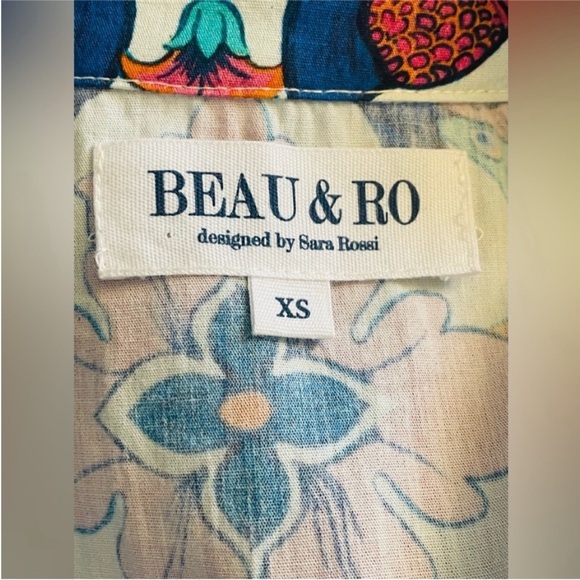 BEAU & RO
designed by Sara Rossi
XS